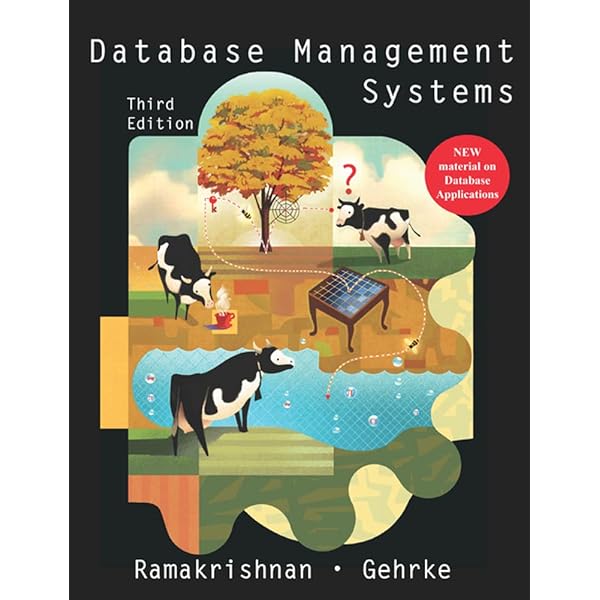 Database Management
Systems
Third
Edition
NEW
material on
Database
Applications
?
Ramakrishnan • Gehrke